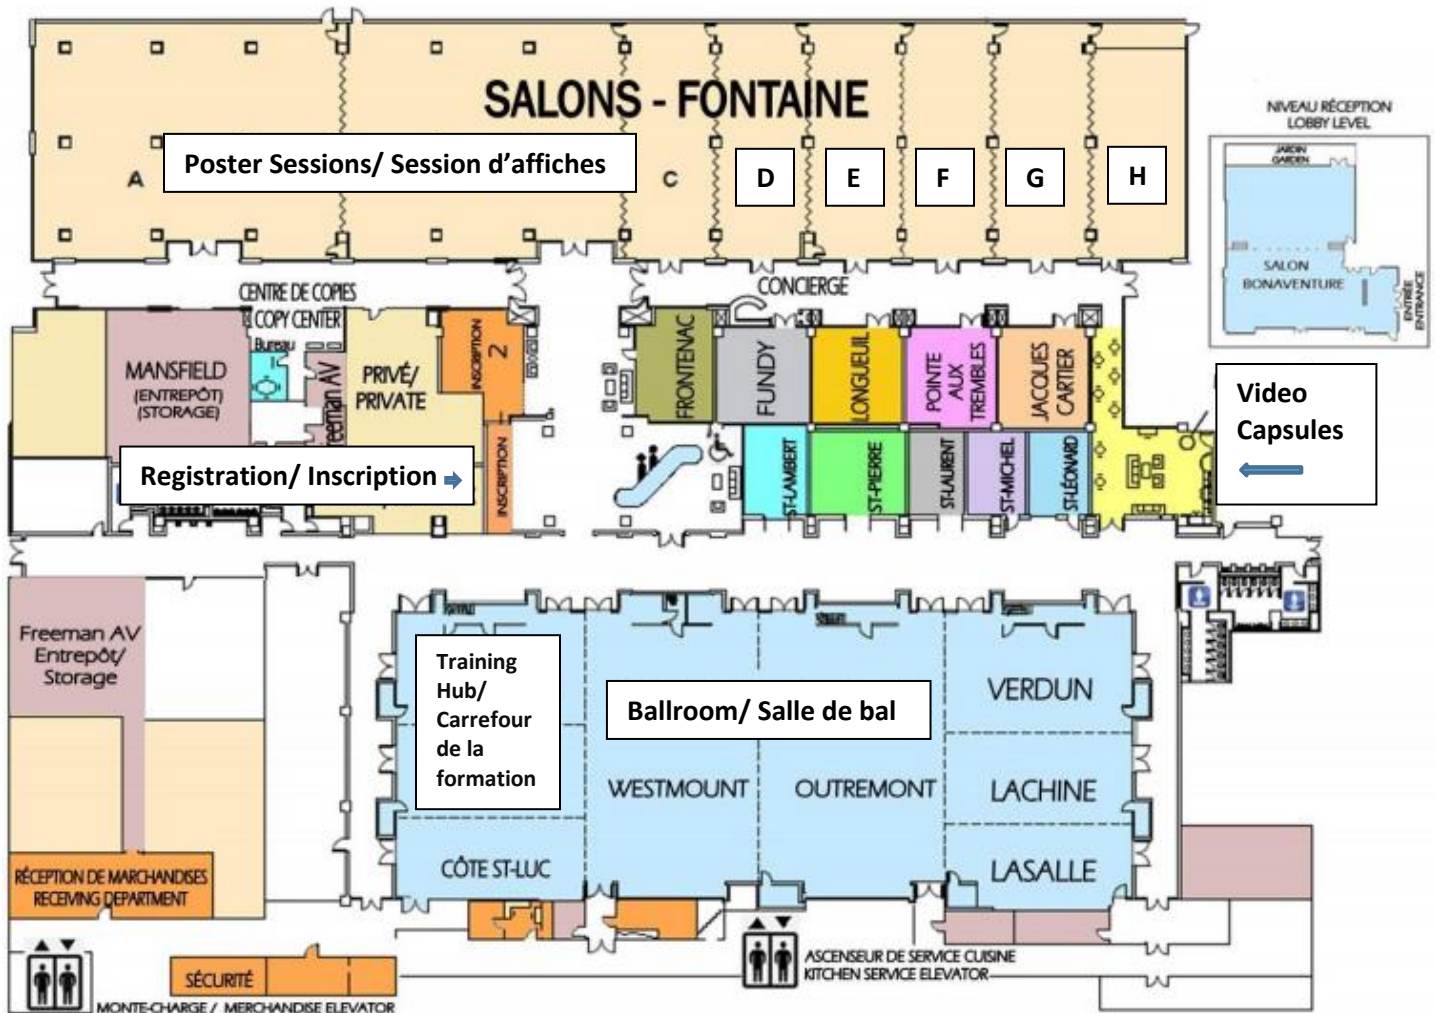 SALONS - FONTAINE
A
Poster Sessions/ Session d'affiches
C
D
E
F
G
H
NIVEAU RÉCEPTION
LOBBY LEVEL
JARDIN
GARDEN
SALON
BONAVENTURE
ENTRÉE
ENTRANCE
CENTRE DE COPIES
COPY CENTER
Bureau
CONCIERGE
MANSFIELD
(ENTREPÔT)
(STORAGE)
Freeman AV
PRIVÉ/
PRIVATE
INSCRIPTION
2
INSCRIPTION
FRONTENAC
FUNDY
LONGUEUIL
POINTE
AUX
TREMBLES
JACQUES
CARTIER
Video
Capsules
Registration/ Inscription
ST-LAMBERT
ST-PIERRE
ST-LAURENT
ST-MICHEL
ST-LÉONARD
Freeman AV
Entrepôt/
Storage
Training
Hub/
Carrefour
de la
formation
Ballroom/ Salle de bal
VERDUN
WESTMOUNT
OUTREMONT
LACHINE
CÔTE ST-LUC
LASALLE
RÉCEPTION DE MARCHANDISES
RECEIVING DEPARTMENT
SÉCURITÉ
MONTE-CHARGE / MERCHANDISE ELEVATOR
ASCENSEUR DE SERVICE CUISINE
KITCHEN SERVICE ELEVATOR